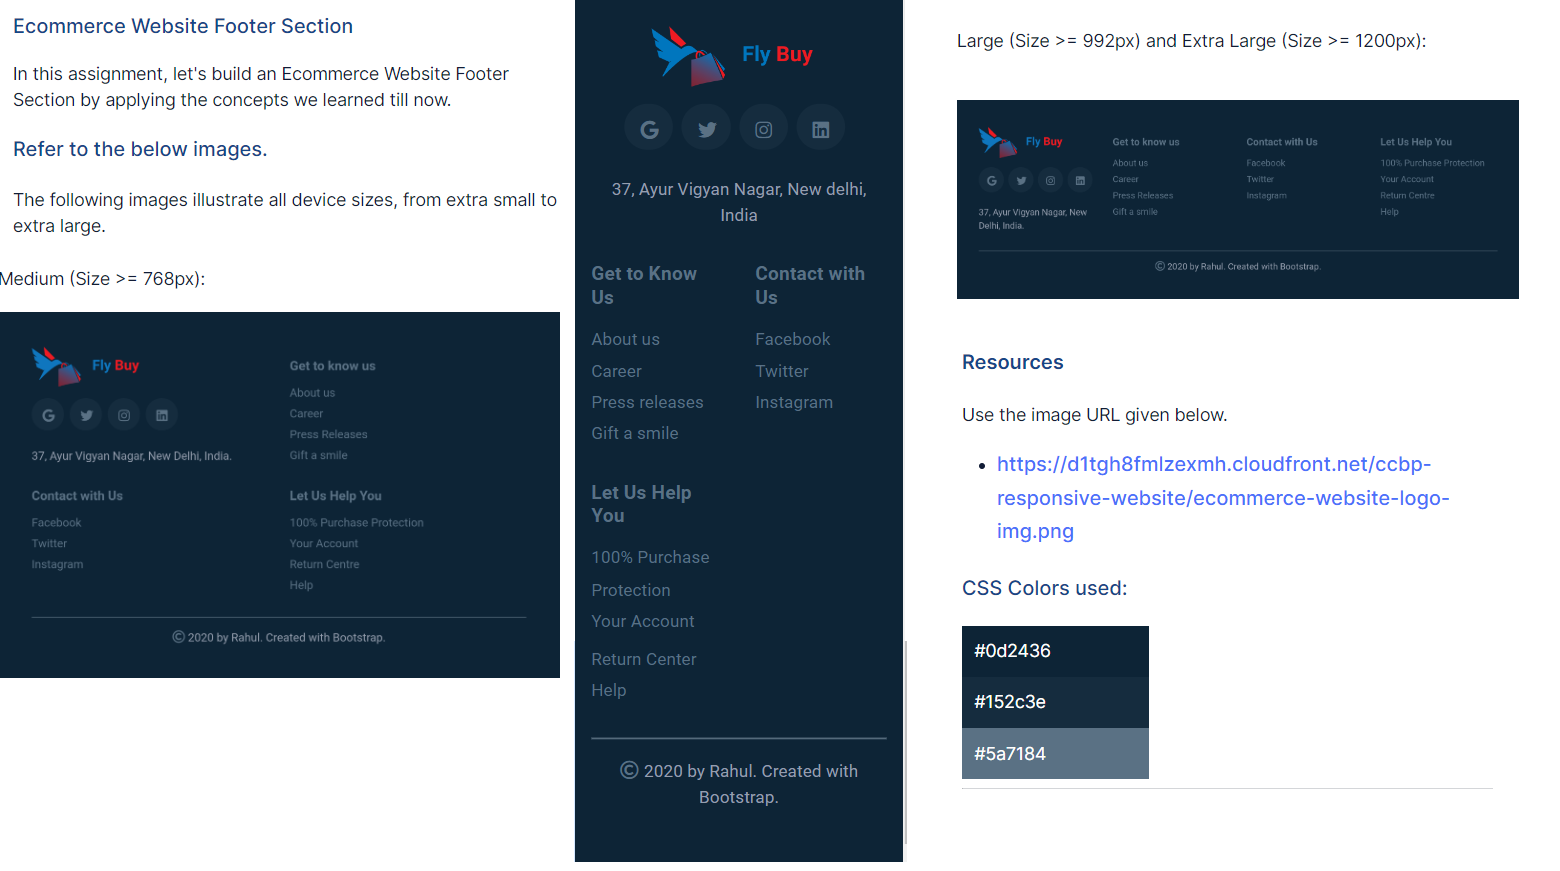 Ecommerce Website Footer Section
In this assignment, let's build an Ecommerce Website Footer
Section by applying the concepts we learned till now.
Refer to the below images.
The following images illustrate all device sizes, from extra small to
extra large.
Medium (Size >= 768px):
Fly Buy
37, Ayur Vigyan Nagar, New Delhi, India.
Get to know us
About us
Career
Press Releases
Gift a smile
Contact with Us
Facebook
Twitter
Instagram
Let Us Help You
100% Purchase Protection
Your Account
Return Centre
Help
© 2020 by Rahul. Created with Bootstrap.
Fly Buy
37, Ayur Vigyan Nagar, New delhi,
India
Get to Know
Us
About us
Career
Press releases
Gift a smile
Contact with
Us
Facebook
Twitter
Instagram
Let Us Help
You
100% Purchase
Protection
Your Account
Return Center
Help
© 2020 by Rahul. Created with
Bootstrap.
Large (Size >= 992px) and Extra Large (Size >= 1200px):
Fly Buy
37, Ayur Vigyan Nagar, New
Delhi, India.
Get to know us
About us
Career
Press Releases
Gift a smile
Contact with Us
Facebook
Twitter
Instagram
Let Us Help You
100% Purchase Protection
Your Account
Return Centre
Help
© 2020 by Rahul. Created with Bootstrap.
Resources
Use the image URL given below.
https://d1tgh8fmlzexmh.cloudfront.net/ccbp-
responsive-website/ecommerce-website-logo-
img.png
CSS Colors used:
#0d2436
#152c3e
#5a7184